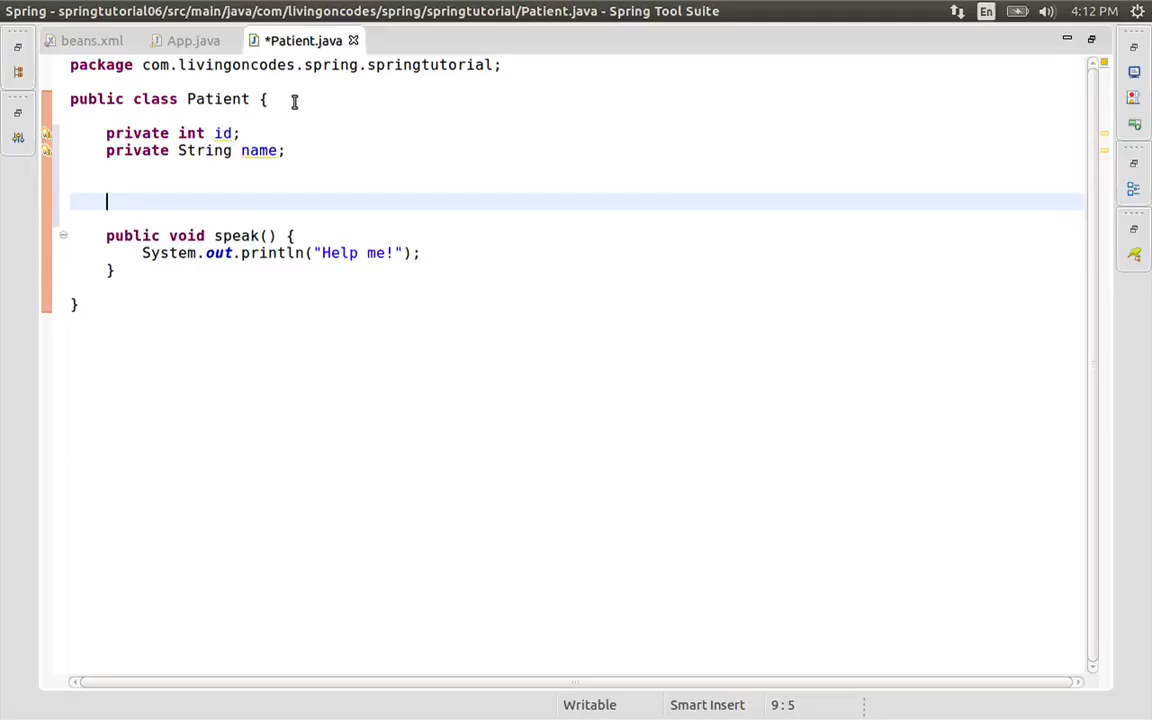 Spring - springtutorial06/src/main/java/com/livingoncodes/spring/springtutorial/Patient.java - Spring Tool Suite
En
4:12 PM
beans.xml
App.java
*Patient.java
package com.livingoncodes.spring.springtutorial;
public class Patient {
private int id;
private String name;
public void speak() {
System.out.println("Help me!");
}
}
Writable
Smart Insert
9 : 5